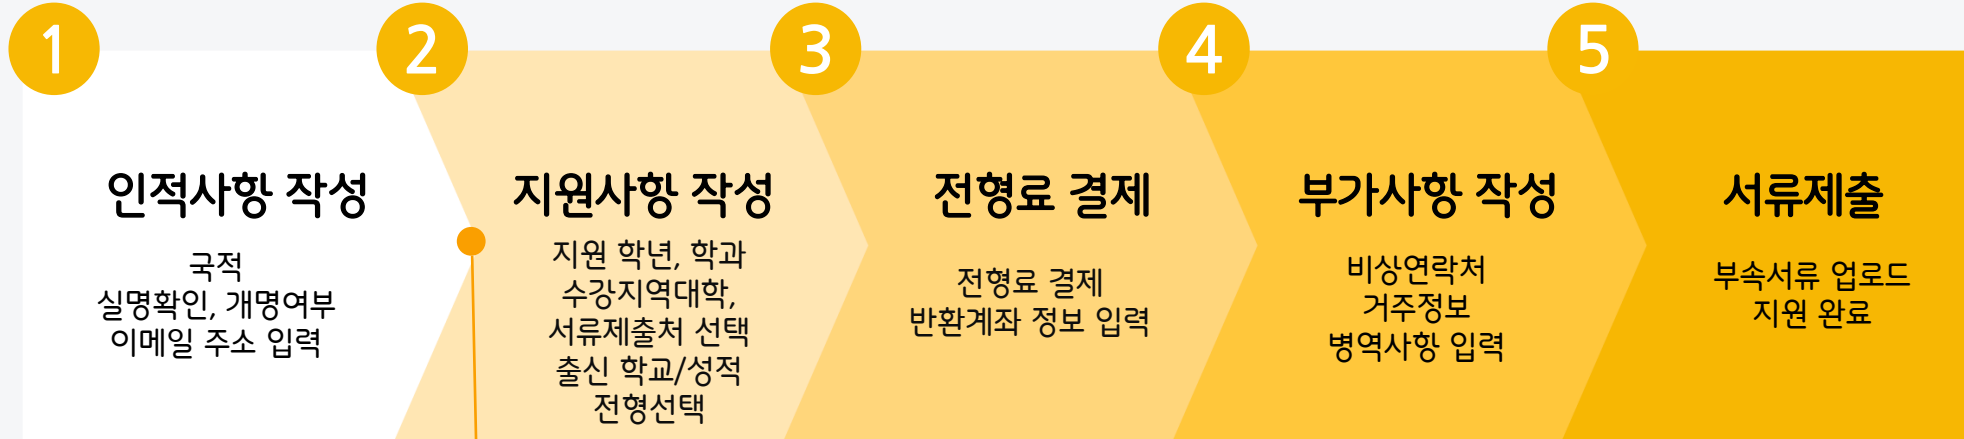 1
인적사항 작성
국적
실명확인, 개명여부
이메일 주소 입력
2
지원사항 작성
지원 학년, 학과
수강지역대학,
서류제출처 선택
출신 학교/성적
전형선택
3
전형료 결제
전형료 결제
반환계좌 정보 입력
4
부가사항 작성
비상연락처
거주정보
병역사항 입력
5
서류제출
부속서류 업로드
지원 완료